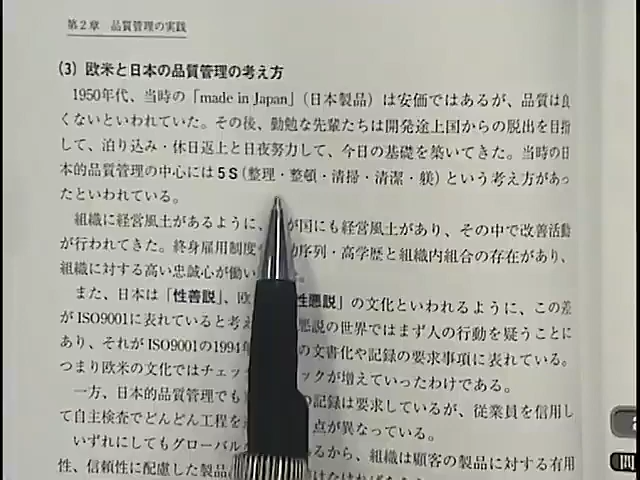 第2章 品質管理の実践
(3) 欧米と日本の品質管理の考え方
1950年代、当時の「made in Japan」(日本製品)は安価ではあるが、品質は良
くないといわれていた。その後、勤勉な先輩たちは開発途上国からの脱出を目指
して、泊り込み・休日返上と日夜努力して、今日の基礎を築いてきた。当時の日
本的品質管理の中心には5S(整理・整頓・清掃・清潔・躾)という考え方があっ
たといわれている。
組織に経営風土があるように、 が国にも経営風土があり、その中で改善活動
が行われてきた。終身雇用制度 序列・高学歴と組織内組合の存在があり、
組織に対する高い忠誠心が働い 。
また、日本は「性善説」、欧 性悪説」の文化といわれるように、この差
がISO9001に表れていると考え 悪説の世界ではまず人の行動を疑うことに
あり、それがISO9001の1994年 の文書化や記録の要求事項に表れている。
つまり欧米の文化ではチェッ ックが増えていったわけである。
一方、日本的品質管理でも の記録は要求しているが、従業員を信用し
て自主検査でどんどん工程を 点が異なっている。
いずれにしてもグローバル るから、組織は顧客の製品に対する有用
性、信頼性に配慮した製品